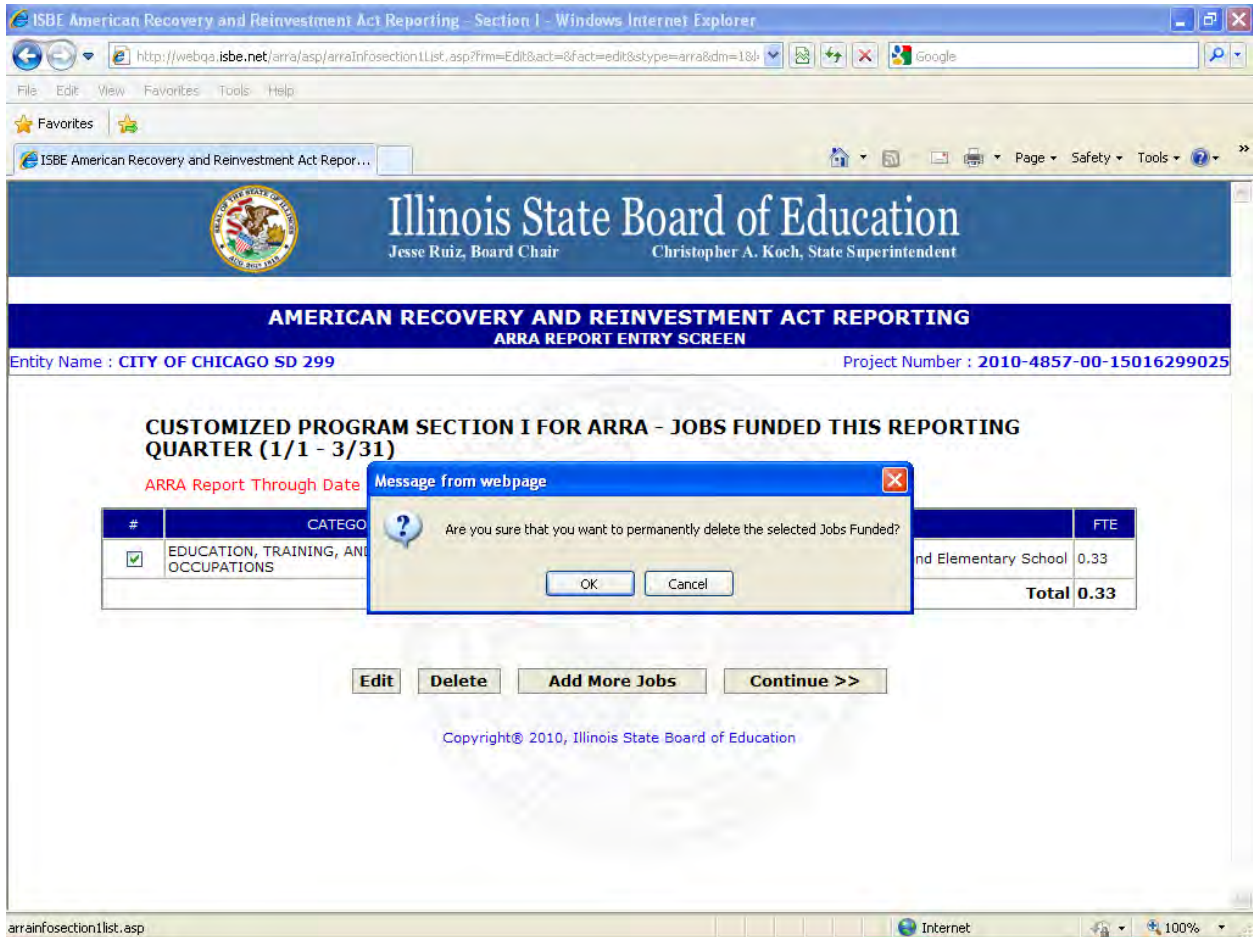 ISBE American Recovery and Reinvestment Act Reporting - Section I - Windows Internet Explorer
http://webqa.isbe.net/arra/asp/arraInfosection1List.asp?frm=Edit&act=&fact=edit&stype=arra&dm=1&
Google
File Edit View Favorites Tools Help
Favorites
ISBE American Recovery and Reinvestment Act Repor...
Page Safety Tools
Illinois State Board of Education
Jesse Ruiz, Board Chair Christopher A. Koch, State Superintendent
AMERICAN RECOVERY AND REINVESTMENT ACT REPORTING
ARRA REPORT ENTRY SCREEN
Entity Name : CITY OF CHICAGO SD 299 Project Number : 2010-4857-00-15016299025
CUSTOMIZED PROGRAM SECTION I FOR ARRA - JOBS FUNDED THIS REPORTING
QUARTER (1/1 - 3/31)
ARRA Report Through Date
Message from webpage
Are you sure that you want to permanently delete the selected Jobs Funded?
OK Cancel
# CATEGO FTE
EDUCATION, TRAINING, AN
OCCUPATIONS
nd Elementary School 0.33
Total 0.33
Edit Delete Add More Jobs Continue >>
Copyright® 2010, Illinois State Board of Education
arrainfosection1list.asp Internet 100%